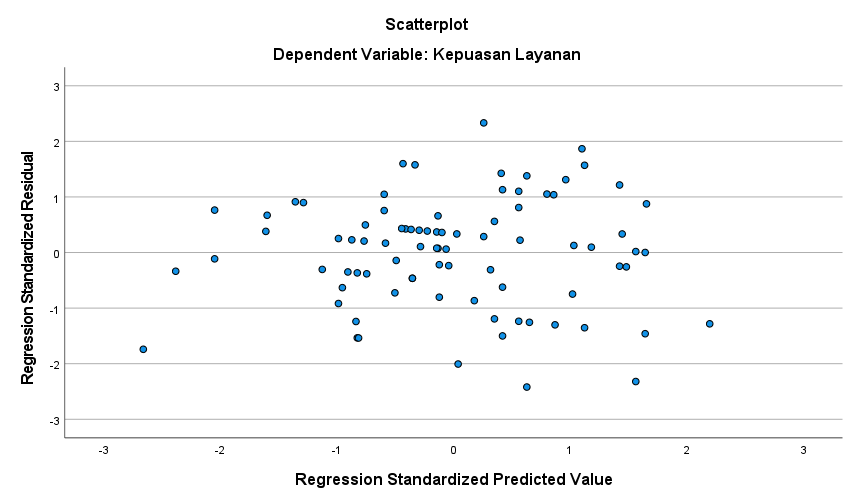 Scatterplot
Dependent Variable: Kepuasan Layanan
Regression Standardized Residual
3
2
1
0
-1
-2
-3
-3 -2 -1 0 1 2 3
Regression Standardized Predicted Value